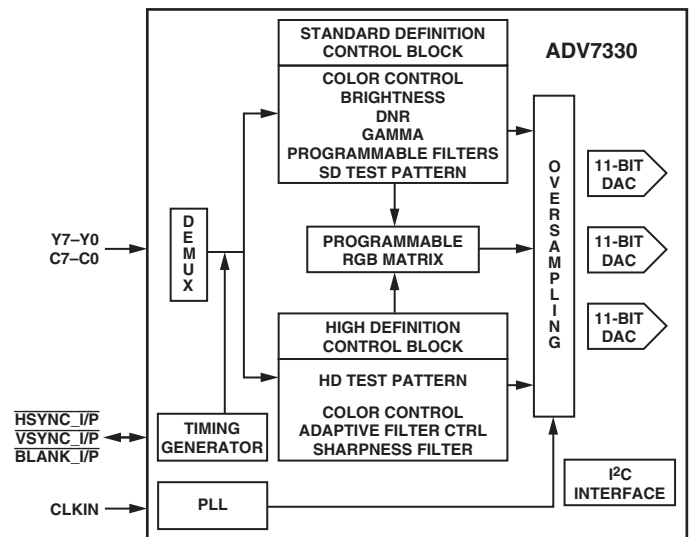 STANDARD DEFINITION
CONTROL BLOCK
ADV7330
COLOR CONTROL
BRIGHTNESS
DNR
GAMMA
PROGRAMMABLE FILTERS
SD TEST PATTERN
OVERSAMPLING
11-BIT
DAC
11-BIT
DAC
11-BIT
DAC
Y7–Y0
C7–C0
DEMUX
PROGRAMMABLE
RGB MATRIX
HIGH DEFINITION
CONTROL BLOCK
HD TEST PATTERN
COLOR CONTROL
ADAPTIVE FILTER CTRL
SHARPNESS FILTER
HSYNC_I/P
VSYNC_I/P
BLANK_I/P
TIMING
GENERATOR
CLKIN
PLL
I²C
INTERFACE